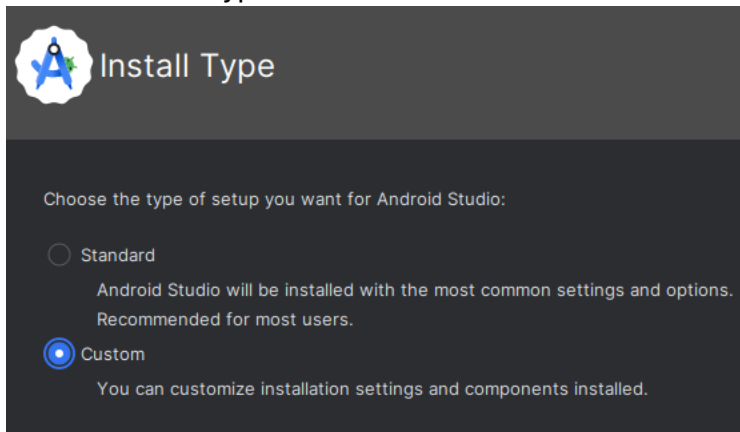 Install Type
Choose the type of setup you want for Android Studio:
Standard
Android Studio will be installed with the most common settings and options.
Recommended for most users.
Custom
You can customize installation settings and components installed.